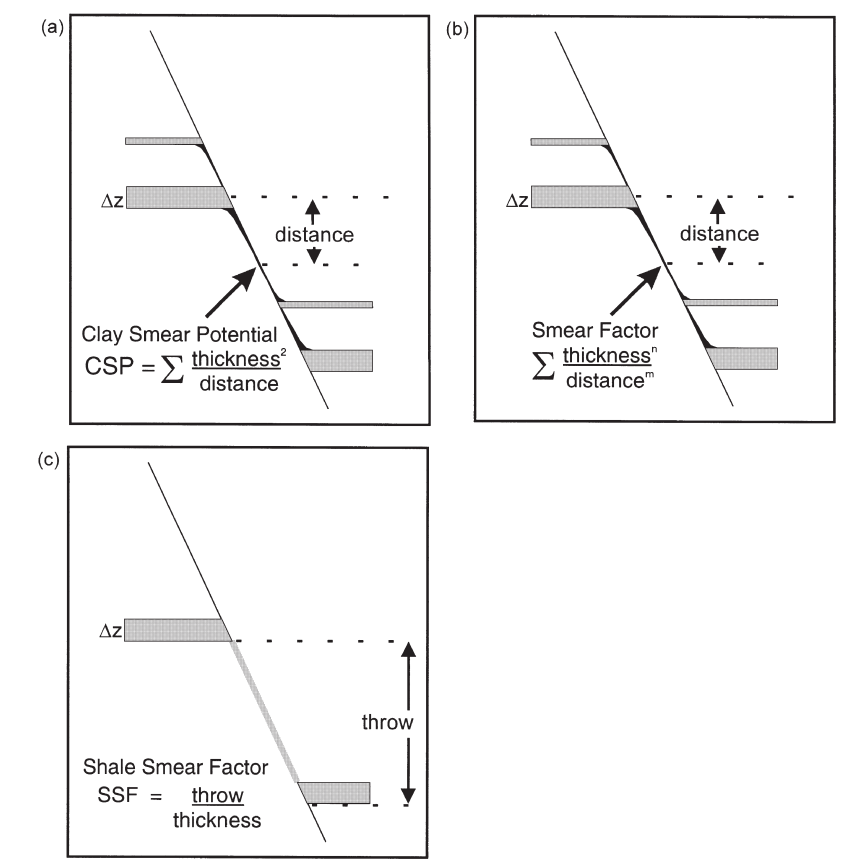 (a)
Δz
distance
Clay Smear Potential
CSP = ∑ thickness²
distance
(b)
Δz
distance
Smear Factor
∑ thicknessⁿ
distanceᵐ
(c)
Δz
throw
Shale Smear Factor
SSF = throw
thickness